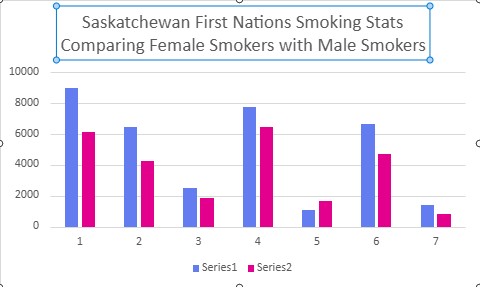 Saskatchewan First Nations Smoking Stats
Comparing Female Smokers with Male Smokers
10000
8000
6000
4000
2000
0
1 2 3 4 5 6 7
Series1 Series2